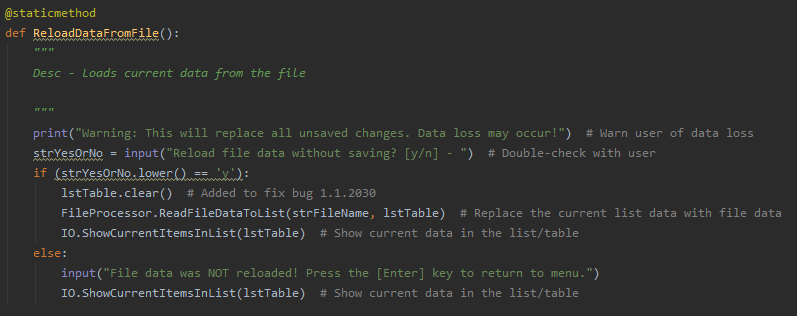 @staticmethod
def ReloadDataFromFile():
    """
    Desc - Loads current data from the file
    """
    print("Warning: This will replace all unsaved changes. Data loss may occur!")  # Warn user of data loss
    strYesOrNo = input("Reload file data without saving? [y/n] - ")  # Double-check with user
    if (strYesOrNo.lower() == 'y'):
        lstTable.clear()  # Added to fix bug 1.1.2030
        FileProcessor.ReadFileDataToList(strFileName, lstTable)  # Replace the current list data with file data
        IO.ShowCurrentItemsInList(lstTable)  # Show current data in the list/table
    else:
        input("File data was NOT reloaded! Press the [Enter] key to return to menu.")
        IO.ShowCurrentItemsInList(lstTable)  # Show current data in the list/table